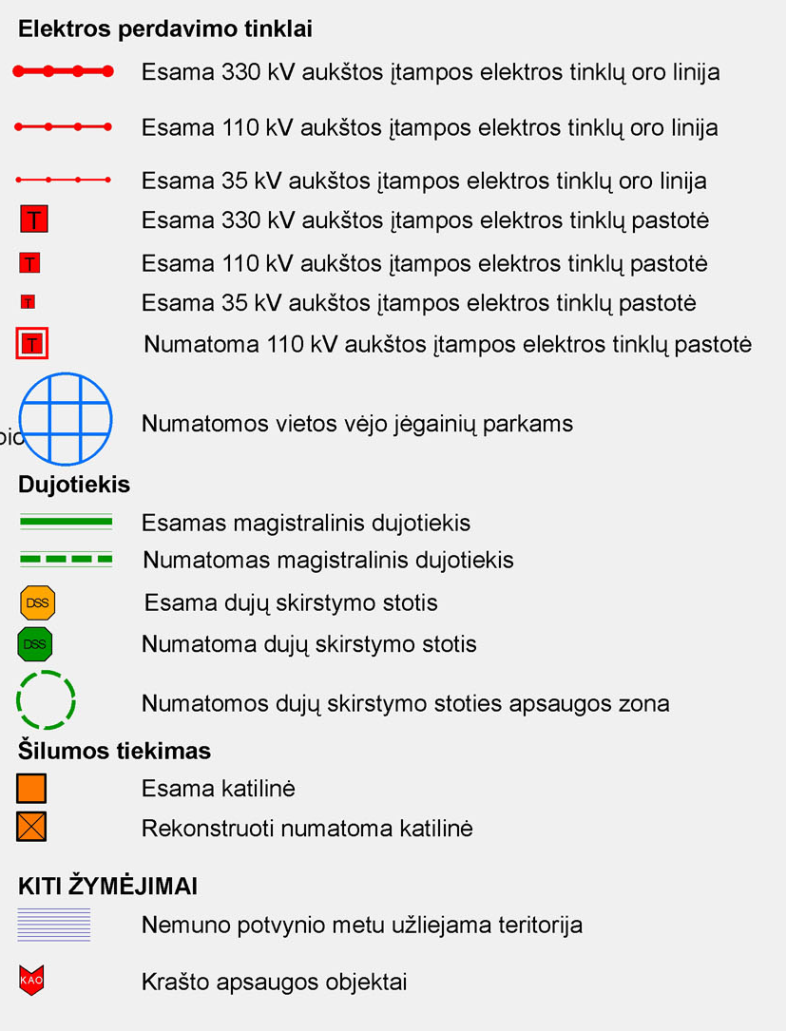 Elektros perdavimo tinklai
Esama 330 kV aukštos įtampos elektros tinklų oro linija
Esama 110 kV aukštos įtampos elektros tinklų oro linija
Esama 35 kV aukštos įtampos elektros tinklų oro linija
T Esama 330 kV aukštos įtampos elektros tinklų pastotė
T Esama 110 kV aukštos įtampos elektros tinklų pastotė
T Esama 35 kV aukštos įtampos elektros tinklų pastotė
T Numatoma 110 kV aukštos įtampos elektros tinklų pastotė
Numatomos vietos vėjo jėgainių parkams
Dujotiekis
Esamas magistralinis dujotiekis
Numatomas magistralinis dujotiekis
DSS Esama dujų skirstymo stotis
DSS Numatoma dujų skirstymo stotis
Numatomos dujų skirstymo stoties apsaugos zona
Šilumos tiekimas
Esama katilinė
Rekonstruoti numatoma katilinė
KITI ŽYMĖJIMAI
Nemuno potvynio metu užliejama teritorija
KAO Krašto apsaugos objektai